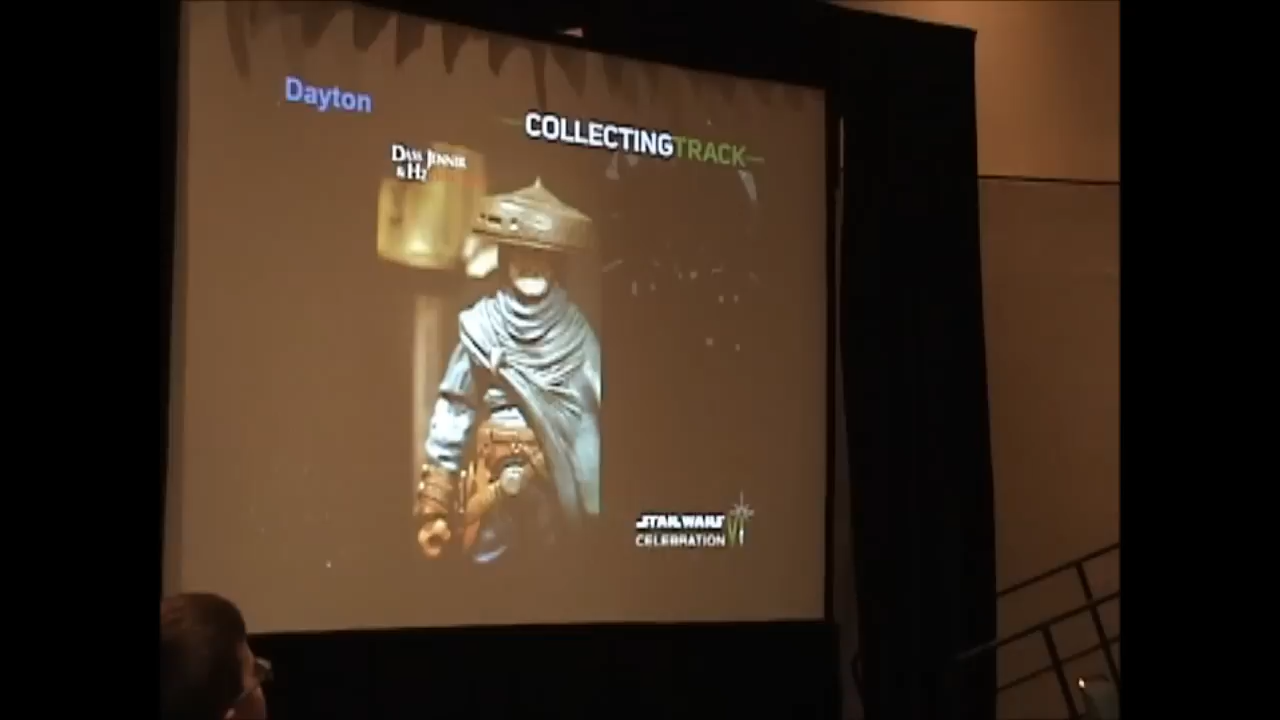 Dayton
COLLECTINGTRACK
Dass Jennir
& H2
STAR WARS
CELEBRATION VI